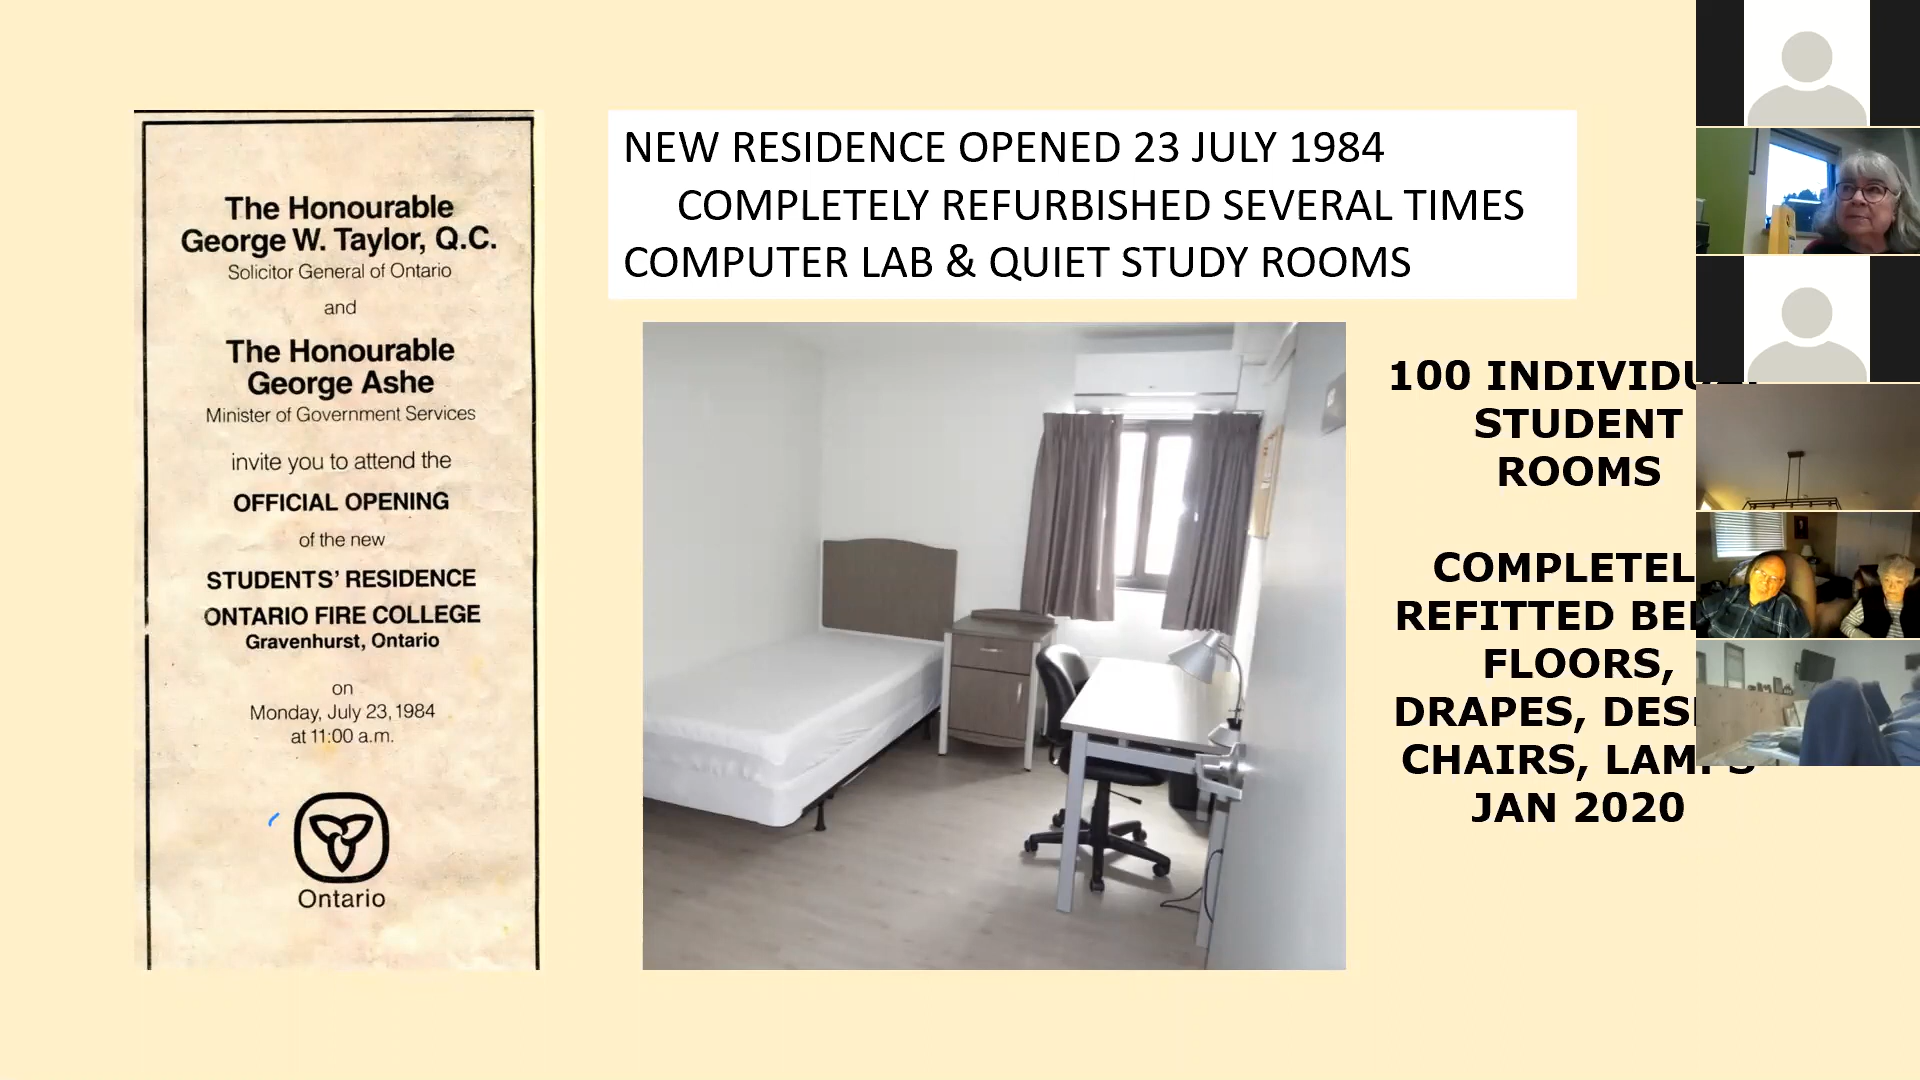 The Honourable
George W. Taylor, Q.C.
Solicitor General of Ontario
and
The Honourable
George Ashe
Minister of Government Services
invite you to attend the
OFFICIAL OPENING
of the new
STUDENTS' RESIDENCE
ONTARIO FIRE COLLEGE
Gravenhurst, Ontario
on
Monday, July 23, 1984
at 11:00 a.m.
Ontario
NEW RESIDENCE OPENED 23 JULY 1984
COMPLETELY REFURBISHED SEVERAL TIMES
COMPUTER LAB & QUIET STUDY ROOMS
100
STUDENT
ROOMS
REFITTED
FLOORS,
DRAPES,
CHAIRS,
JAN 2020